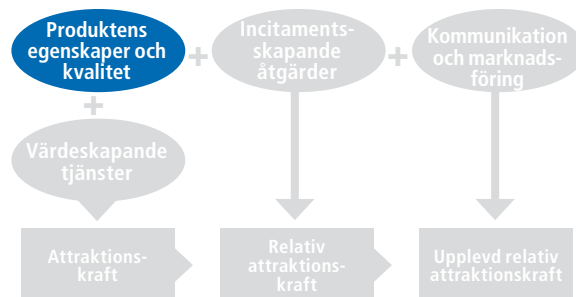 Produktens
egenskaper och
kvalitet
+
Incitaments-
skapande
åtgärder
+
Kommunikation
och marknads-
föring
+
Värdeskapande
tjänster
Attraktions-
kraft
Relativ
attraktions-
kraft
Upplevd relativ
attraktionskraft